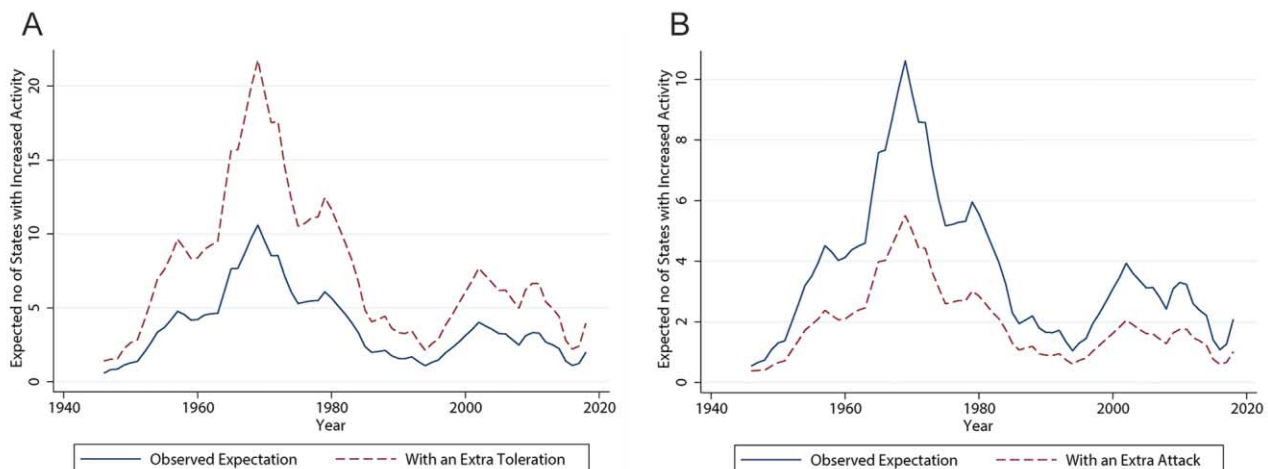 A
Expected no of States with Increased Activity
20
15
10
5
0
1940 1960 1980 2000 2020
Year
Observed Expectation With an Extra Toleration
B
Expected no of States with Increased Activity
10
8
6
4
2
0
1940 1960 1980 2000 2020
Year
Observed Expectation With an Extra Attack